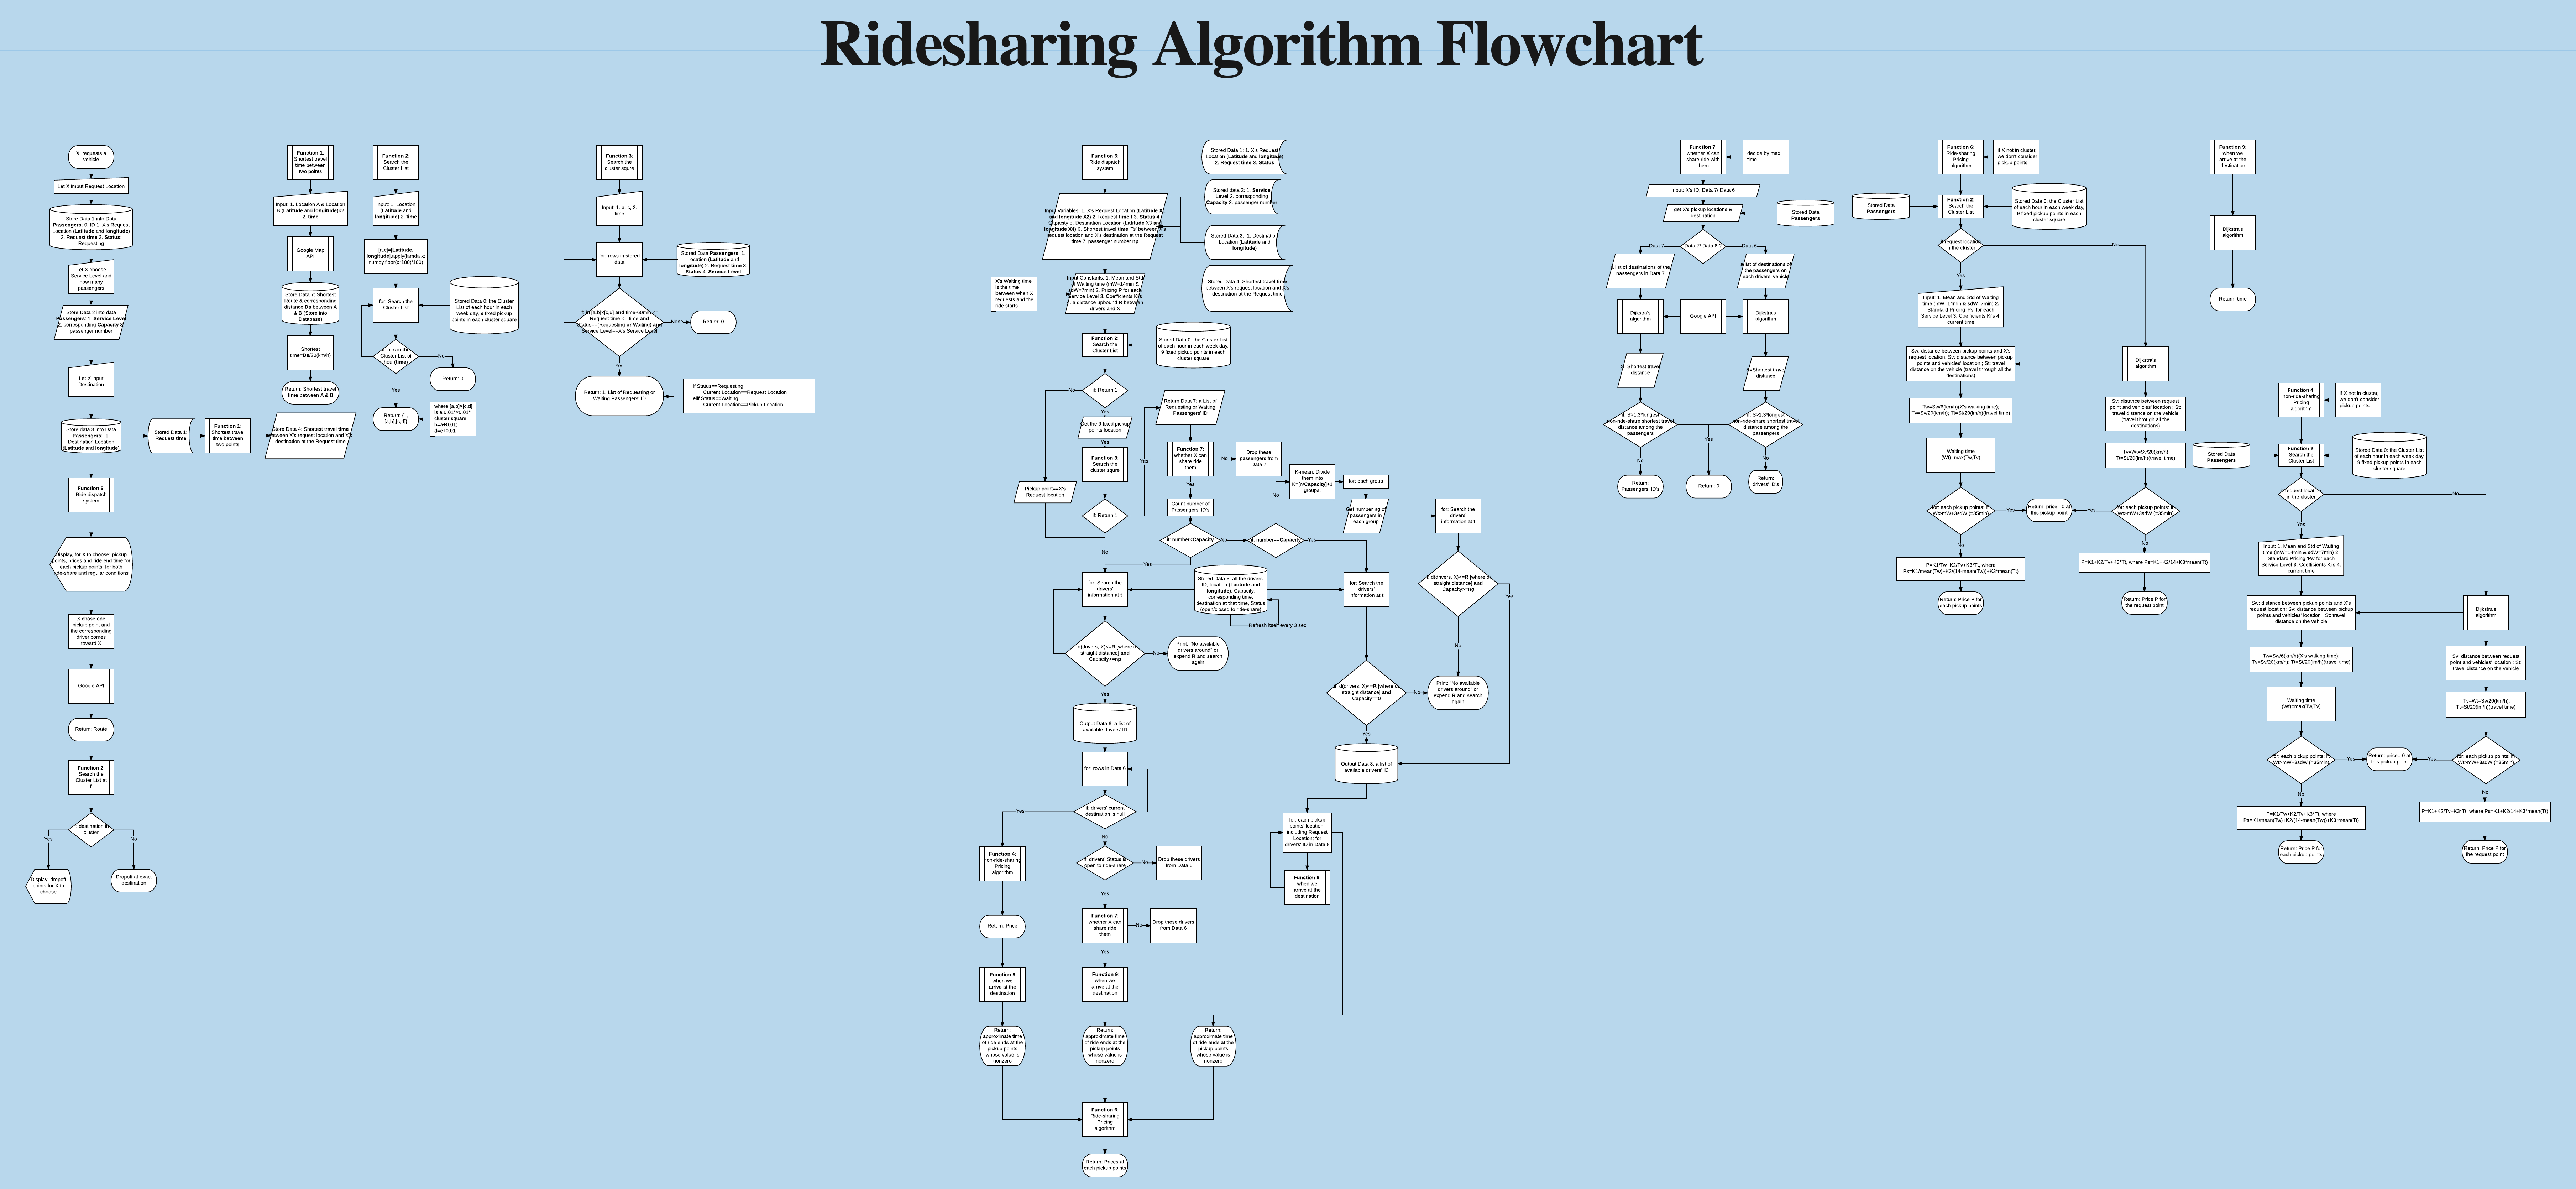 Ridesharing Algorithm Flowchart
X requests a
vehicle
Let X imput Request Location
Store Data 1 into Data
Passengers: 0. ID 1. X's Request
Location (Latitude and longitude)
2. Request time 3. Status:
Requesting
Let X choose
Service Level and
how many
passengers
Store Data 2 into data
Passengers: 1. Service Level
2. corresponding Capacity 3.
passenger number
Let X input
Destination
Store data 3 into Data
Passengers: 1.
Destination Location
(Latitude and longitude)
Stored Data 1:
Request time
Function 1:
Shortest travel
time between
two points
Store Data 4: Shortest travel time
between X's request location and X's
destination at the Request time
Function 5:
Ride dispatch
system
Display, for X to choose: pickup
points, prices and ride end time for
each pickup points, for both
ride-share and regular conditions
X chose one
pickup point and
the corresponding
driver comes
toward X
Google API
Return: Route
Function 2:
Search the
Cluster List at
t'
if: destination in
cluster
Yes
No
Display: dropoff
points for X to
choose
Dropoff at exact
destination
Function 1:
Shortest travel
time between
two points
Input: 1. Location A & Location
B (Latitude and longitude)×2
2. time
Google Map
API
Store Data 7: Shortest
Route & corresponding
distance Ds between A
& B (Store into
Database)
Shortest
time=Ds/20(km/h)
Return: Shortest travel
time between A & B
Function 2:
Search the
Cluster List
Input: 1. Location
(Latitude and
longitude) 2. time
[a,c]=[Latitude,
longitude].apply(lamda x:
numpy.floor(x*100)/100)
for: Search the
Cluster List
Stored Data 0: the Cluster
List of each hour in each
week day, 9 fixed pickup
points in each cluster square
if: a, c in the
Cluster List of
hour(time)
No
Return: 0
Yes
Return: {1,
[a,b],[c,d]}
where [a,b]×[c,d]
is a 0.01*×0.01*
cluster square.
b=a+0.01;
d=c+0.01
Function 3:
Search the
cluster squre
Input: 1. a, c, 2.
time
for: rows in stored
data
Stored Data Passengers: 1.
Location (Latitude and
longitude) 2. Request time 3.
Status 4. Service Level
if: in [a,b]×[c,d] and time-60min <=
Request time <= time and
(Status==(Requesting or Waiting) and
Service Level==X's Service Level
None
Return: 0
Yes
Return: 1, List of Requesting or
Waiting Passengers' ID
if Status==Requesting:
Current Location==Request Location
elif Status==Waiting:
Current Location==Pickup Location
Function 5:
Ride dispatch
system
Input Variables: 1. X's Request Location (Latitude X1
and longitude X2) 2. Request time t 3. Status 4.
Capacity 5. Destination Location (Latitude X3 and
longitude X4) 6. Shortest travel time 'Ts' between X's
request location and X's destination at the Request
time 7. passenger number np
Stored Data 1: 1. X's Request
Location (Latitude and longitude)
2. Request time 3. Status
Stored data 2: 1. Service
Level 2. corresponding
Capacity 3. passenger number
Stored Data 3: 1. Destination
Location (Latitude and
longitude)
Stored Data 4: Shortest travel time
between X's request location and X's
destination at the Request time
X's Waiting time
is the time
between when X
requests and the
ride starts
Input Constants: 1. Mean and Std
of Waiting time (mW=14min &
sdW=7min) 2. Pricing P for each
Service Level 3. Coefficients Ki's
4. a distance upbound R between
drivers and X
Function 2:
Search the
Cluster List
Stored Data 0: the Cluster List
of each hour in each week day.
9 fixed pickup points in each
cluster square
if: Return 1
No
Yes
Get the 9 fixed pickup
points location
Yes
Function 3:
Search the
cluster squre
Pickup point==X's
Request location
if: Return 1
Yes
No
Return Data 7: a List of
Requesting or Waiting
Passengers' ID
Function 7:
whether X can
share ride with
them
No
Drop these
passengers from
Data 7
Yes
Count number of
Passengers' ID's
if: number<Capacity
No
if: number==Capacity
Yes
Yes
No
K-mean. Divide
them into
K=[n/Capacity]+1
groups.
for: each group
Get number ng of
passengers in
each group
for: Search the
drivers'
information at t
for: Search the
drivers'
information at t
Stored Data 5: all the drivers'
ID, location (Latitude and
longitude), Capacity,
corresponding time,
destination at that time, Status
(open/closed to ride-share)
Refresh itself every 3 sec
for: Search the
drivers'
information at t
if: d(drivers, X)<=R [where d:
straight distance] and
Capacity>=ng
Yes
No
Print: "No available
drivers around" or
expend R and search
again
if: d(drivers, X)<=R [where d:
straight distance] and
Capacity>=np
No
Print: "No available
drivers around" or
expend R and search
again
if: d(drivers, X)<=R [where d:
straight distance] and
Capacity==0
No
Yes
Yes
Output Data 6: a list of
available drivers' ID
Output Data 8: a list of
available drivers' ID
for: rows in Data 6
if: drivers' current
destination is null
Yes
No
for: each pickup
points' location,
including Request
Location; for
drivers' ID in Data 8
Function 9:
when we
arrive at the
destination
Function 4:
non-ride-sharing
Pricing
algorithm
if: drivers' Status is
open to ride-share
No
Drop these drivers
from Data 6
Yes
Return: Price
Function 7:
whether X can
share ride with
them
No
Drop these drivers
from Data 6
Yes
Function 9:
when we
arrive at the
destination
Function 9:
when we
arrive at the
destination
Return:
approximate time
of ride ends at the
pickup points
whose value is
nonzero
Return:
approximate time
of ride ends at the
pickup points
whose value is
nonzero
Return:
approximate time
of ride ends at the
pickup points
whose value is
nonzero
Function 6:
Ride-sharing
Pricing
algorithm
Return: Prices at
each pickup points
Function 7:
whether X can
share ride with
them
decide by max
time
Input: X's ID, Data 7/ Data 6
get X's pickup locations &
destination
Stored Data
Passengers
Data 7/ Data 6 ?
Data 7
Data 6
a list of destinations of the
passengers in Data 7
a list of destinations of
the passengers on
each drivers' vehicle
Dijkstra's
algorithm
Google API
Dijkstra's
algorithm
S=Shortest travel
distance
S=Shortest travel
distance
if: S>1.3*longest
non-ride-share shortest travel
distance among the
passengers
if: S>1.3*longest
non-ride-share shortest travel
distance among the
passengers
Yes
No
No
Return:
Passengers' ID's
Return: 0
Return:
drivers' ID's
Function 6:
Ride-sharing
Pricing
algorithm
if X not in cluster,
we don't consider
pickup points
Stored Data
Passengers
Function 2:
Search the
Cluster List
Stored Data 0: the Cluster List
of each hour in each week day.
9 fixed pickup points in each
cluster square
if request location
in the cluster
No
Yes
Input: 1. Mean and Std of Waiting
time (mW=14min & sdW=7min) 2.
Standard Pricing 'Ps' for each
Service Level 3. Coefficients Ki's 4.
current time
Sw: distance between pickup points and X's
request location; Sv: distance between pickup
points and vehicles' location ; St: travel
distance on the vehicle (travel through all the
destinations)
Dijkstra's
algorithm
Tw=Sw/6(km/h)(X's walking time);
Tv=Sv/20(km/h); Tt=St/20(lm/h)(travel time)
Sv: distance between request
point and vehicles' location ; St:
travel distance on the vehicle
(travel through all the
destinations)
Waiting time
(Wt)=max(Tw,Tv)
Tv=Wt=Sv/20(km/h);
Tt=St/20(lm/h)(travel time)
for: each pickup points: if
Wt>mW+3sdW (=35min)
Yes
Return: price= 0 at
this pickup point
Yes
for: each pickup points: if
Wt>mW+3sdW (=35min)
No
No
P=K1/Tw+K2/Tv+K3*Tt, where
Ps=K1/mean(Tw)+K2/(14-mean(Tw))+K3*mean(Tt)
P=K1+K2/Tv+K3*Tt, where Ps=K1+K2/14+K3*mean(Tt)
Return: Price P for
each pickup points
Return: Price P for
the request point
Function 9:
when we
arrive at the
destination
Dijkstra's
algorithm
Return: time
Function 4:
non-ride-sharing
Pricing
algorithm
if X not in cluster,
we don't consider
pickup points
Stored Data
Passengers
Function 2:
Search the
Cluster List
Stored Data 0: the Cluster List
of each hour in each week day.
9 fixed pickup points in each
cluster square
if request location
in the cluster
No
Yes
Input: 1. Mean and Std of Waiting
time (mW=14min & sdW=7min) 2.
Standard Pricing 'Ps' for each
Service Level 3. Coefficients Ki's 4.
current time
Sw: distance between pickup points and X's
request location; Sv: distance between pickup
points and vehicles' location ; St: travel
distance on the vehicle
Dijkstra's
algorithm
Tw=Sw/6(km/h)(X's walking time);
Tv=Sv/20(km/h); Tt=St/20(lm/h)(travel time)
Sv: distance between request
point and vehicles' location ; St:
travel distance on the vehicle
Waiting time
(Wt)=max(Tw,Tv)
Tv=Wt=Sv/20(km/h);
Tt=St/20(lm/h)(travel time)
for: each pickup points: if
Wt>mW+3sdW (=35min)
Yes
Return: price= 0 at
this pickup point
Yes
for: each pickup points: if
Wt>mW+3sdW (=35min)
No
No
P=K1/Tw+K2/Tv+K3*Tt, where
Ps=K1/mean(Tw)+K2/(14-mean(Tw))+K3*mean(Tt)
P=K1+K2/Tv+K3*Tt, where Ps=K1+K2/14+K3*mean(Tt)
Return: Price P for
each pickup points
Return: Price P for
the request point